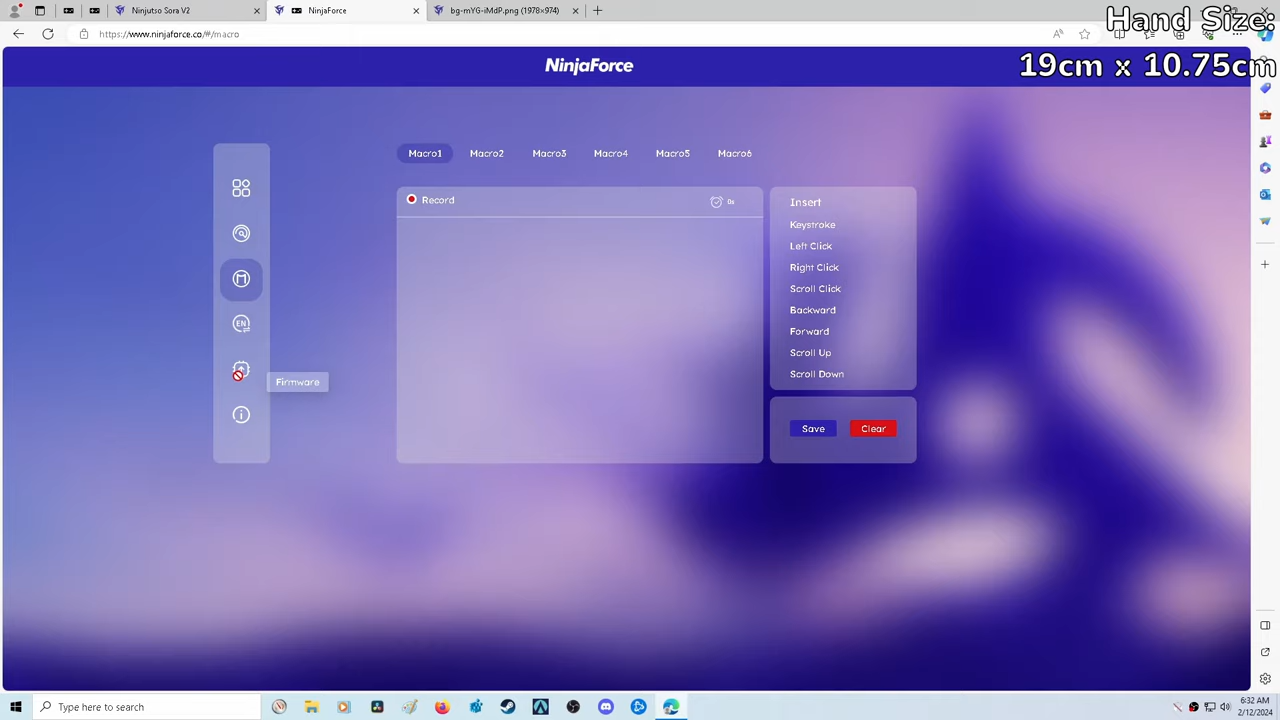 Ninjutso Sora V2
NinjaForce
bg-mYG-iMdP.png (1978×974)
https://www.ninjaforce.co/#/macro
Hand Size:
19cm x 10.75cm
NinjaForce
Macro1
Macro2
Macro3
Macro4
Macro5
Macro6
Record
0s
Insert
Keystroke
Left Click
Right Click
Scroll Click
Backward
Forward
Scroll Up
Scroll Down
EN
Firmware
Save
Clear
Type here to search
6:32 AM
2/12/2024